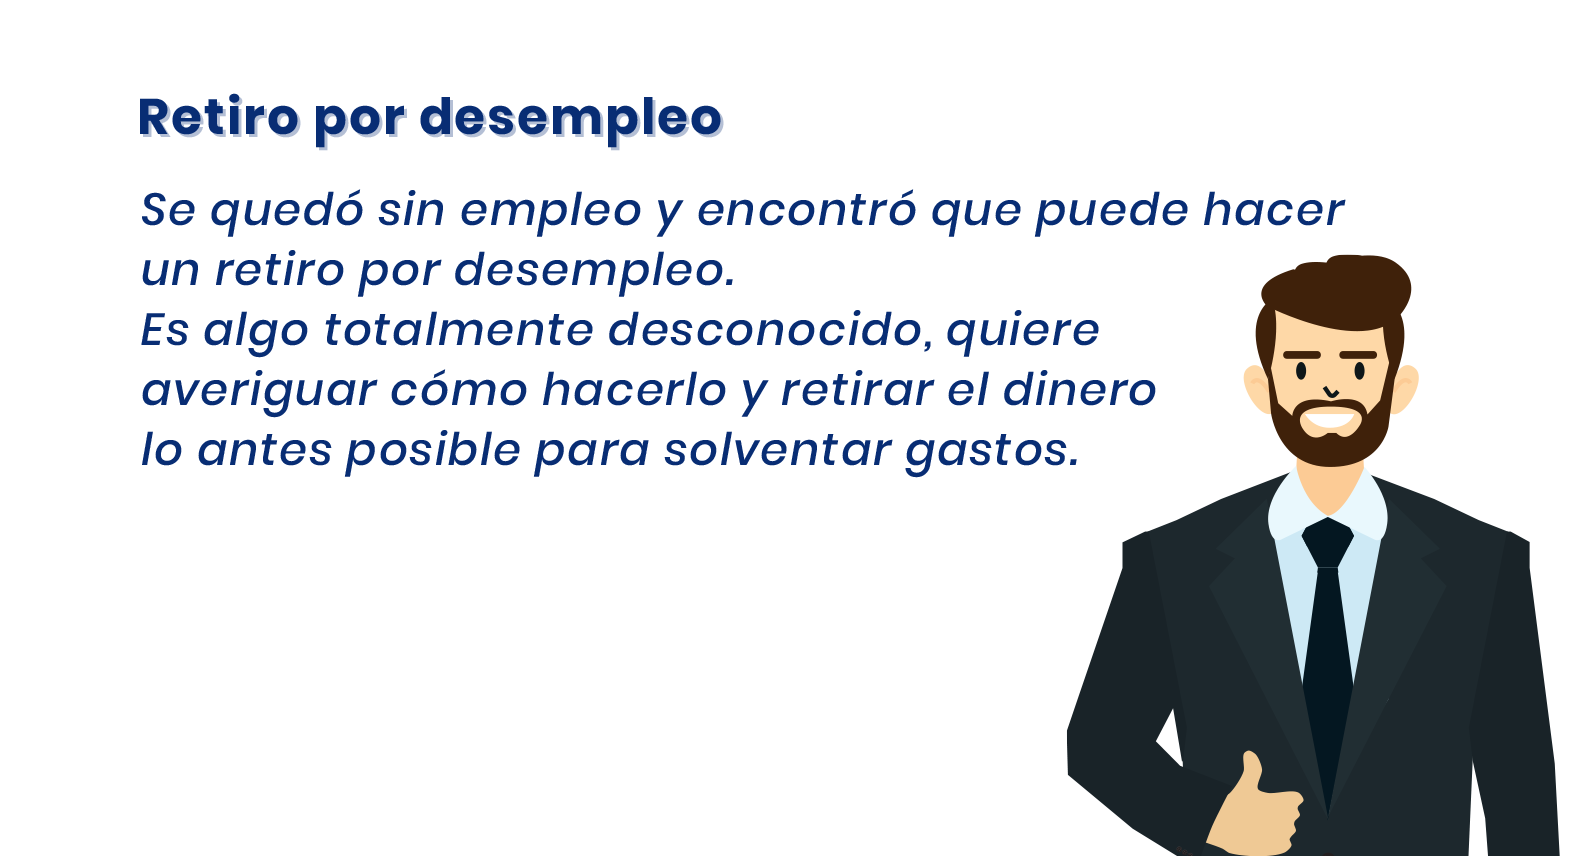 Retiro por desempleo
Se quedó sin empleo y encontró que puede hacer
un retiro por desempleo.
Es algo totalmente desconocido, quiere
averiguar cómo hacerlo y retirar el dinero
lo antes posible para solventar gastos.